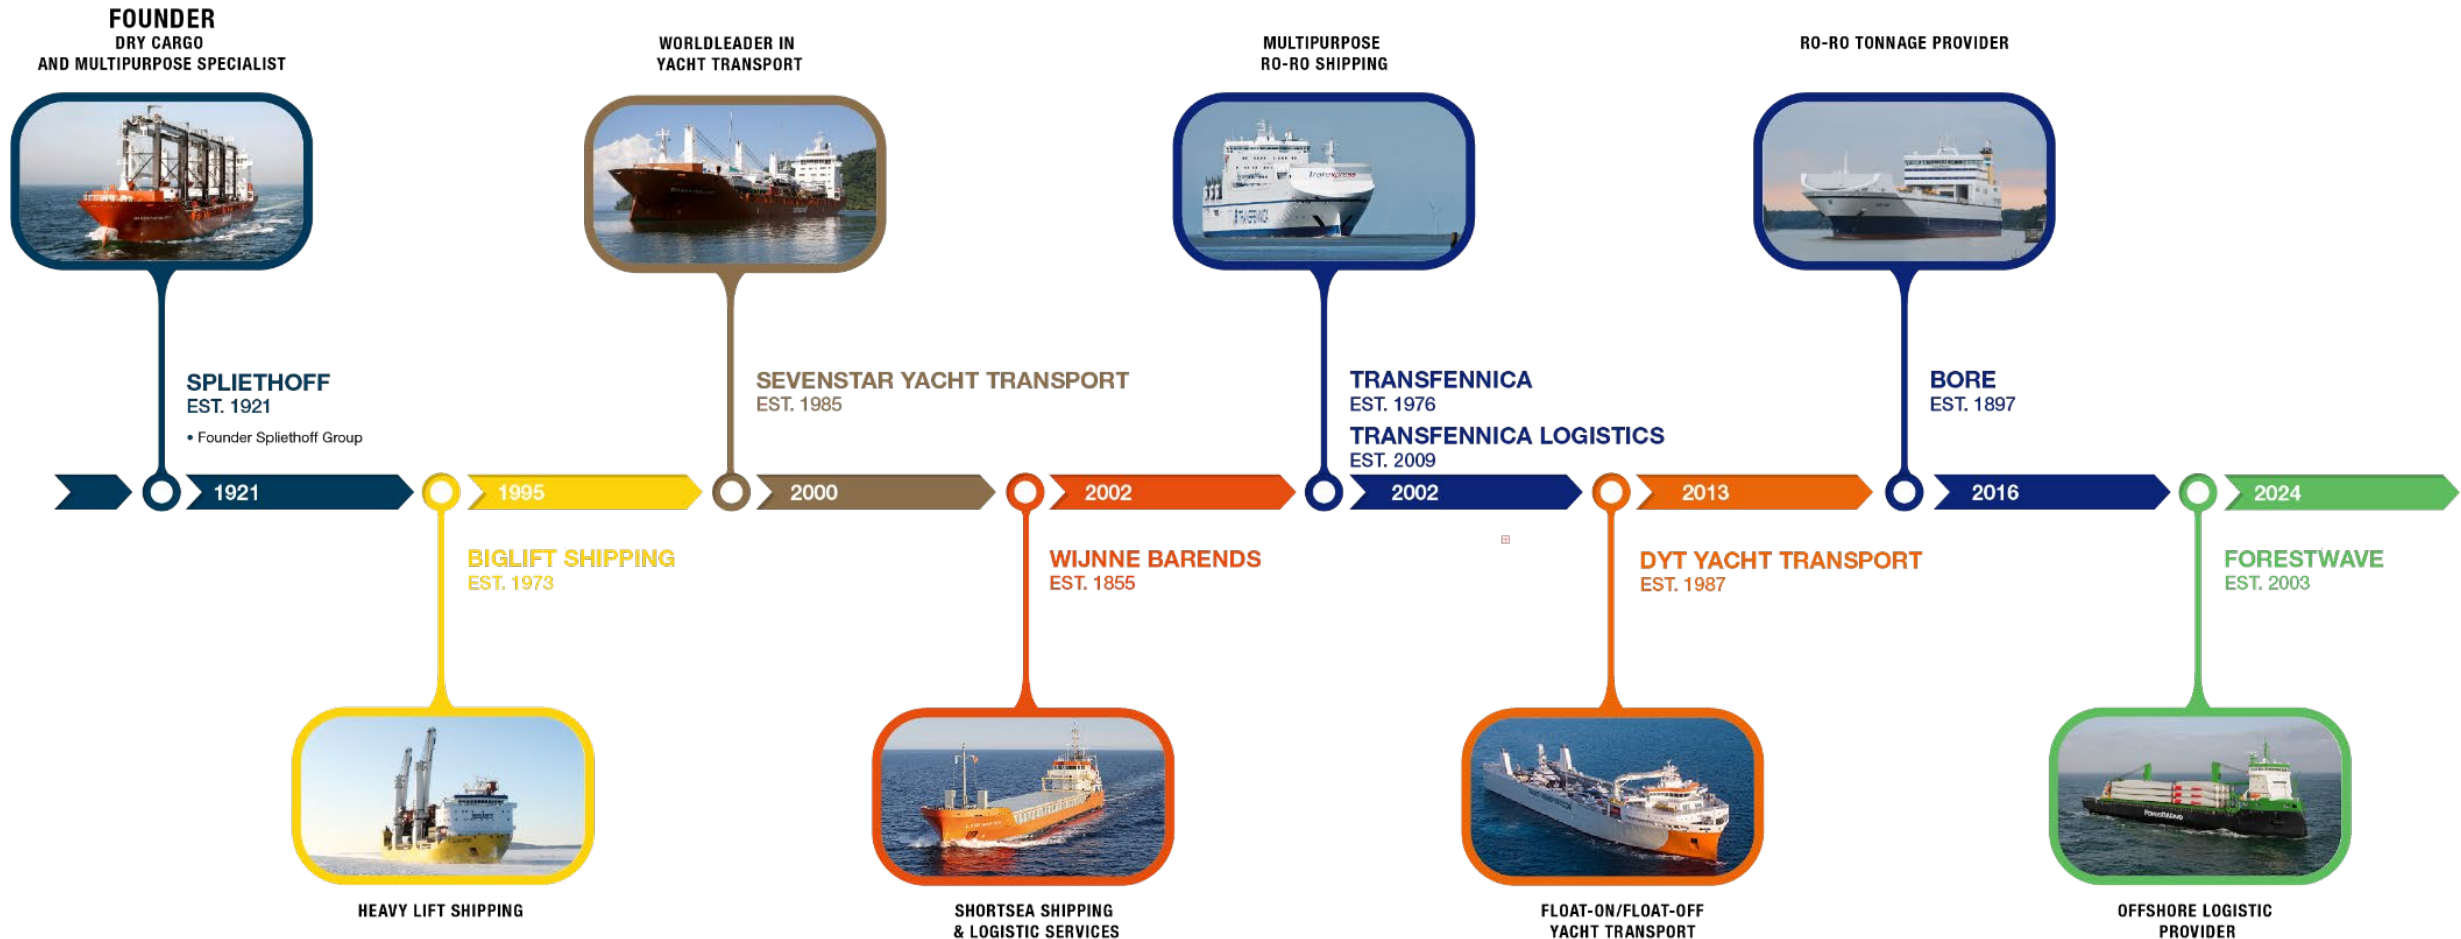 FOUNDER
DRY CARGO
AND MULTIPURPOSE SPECIALIST
WORLDLEADER IN
YACHT TRANSPORT
MULTIPURPOSE
RO-RO SHIPPING
RO-RO TONNAGE PROVIDER
Transexpress
TRANSFENNICA
SPLIETHOFF
EST. 1921
• Founder Spliethoff Group
SEVENSTAR YACHT TRANSPORT
EST. 1985
TRANSFENNICA
EST. 1976
TRANSFENNICA LOGISTICS
EST. 2009
BORE
EST. 1897
1921
1995
2000
2002
2002
2013
2016
2024
BIGLIFT SHIPPING
EST. 1973
WIJNNE BARENDS
EST. 1855
DYT YACHT TRANSPORT
EST. 1987
FORESTWAVE
EST. 2003
ForestWave
HEAVY LIFT SHIPPING
SHORTSEA SHIPPING
& LOGISTIC SERVICES
FLOAT-ON/FLOAT-OFF
YACHT TRANSPORT
OFFSHORE LOGISTIC
PROVIDER